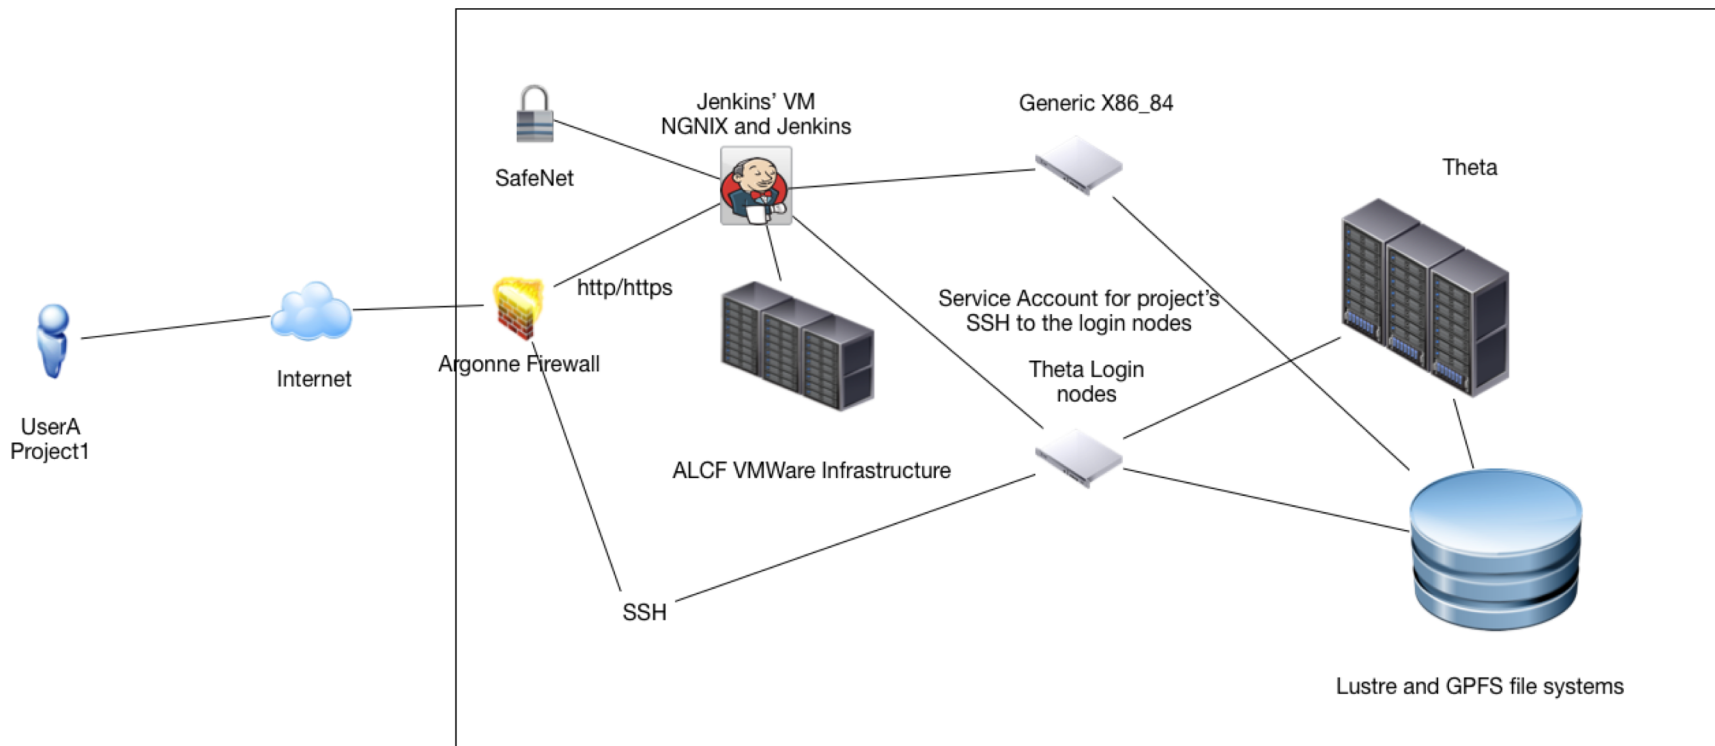 Jenkins' VM
NGNIX and Jenkins
Generic X86_84
SafeNet
Theta
http/https
Service Account for project's
SSH to the login nodes
Argonne Firewall
Internet
Theta Login
nodes
UserA
Project1
ALCF VMWare Infrastructure
SSH
Lustre and GPFS file systems